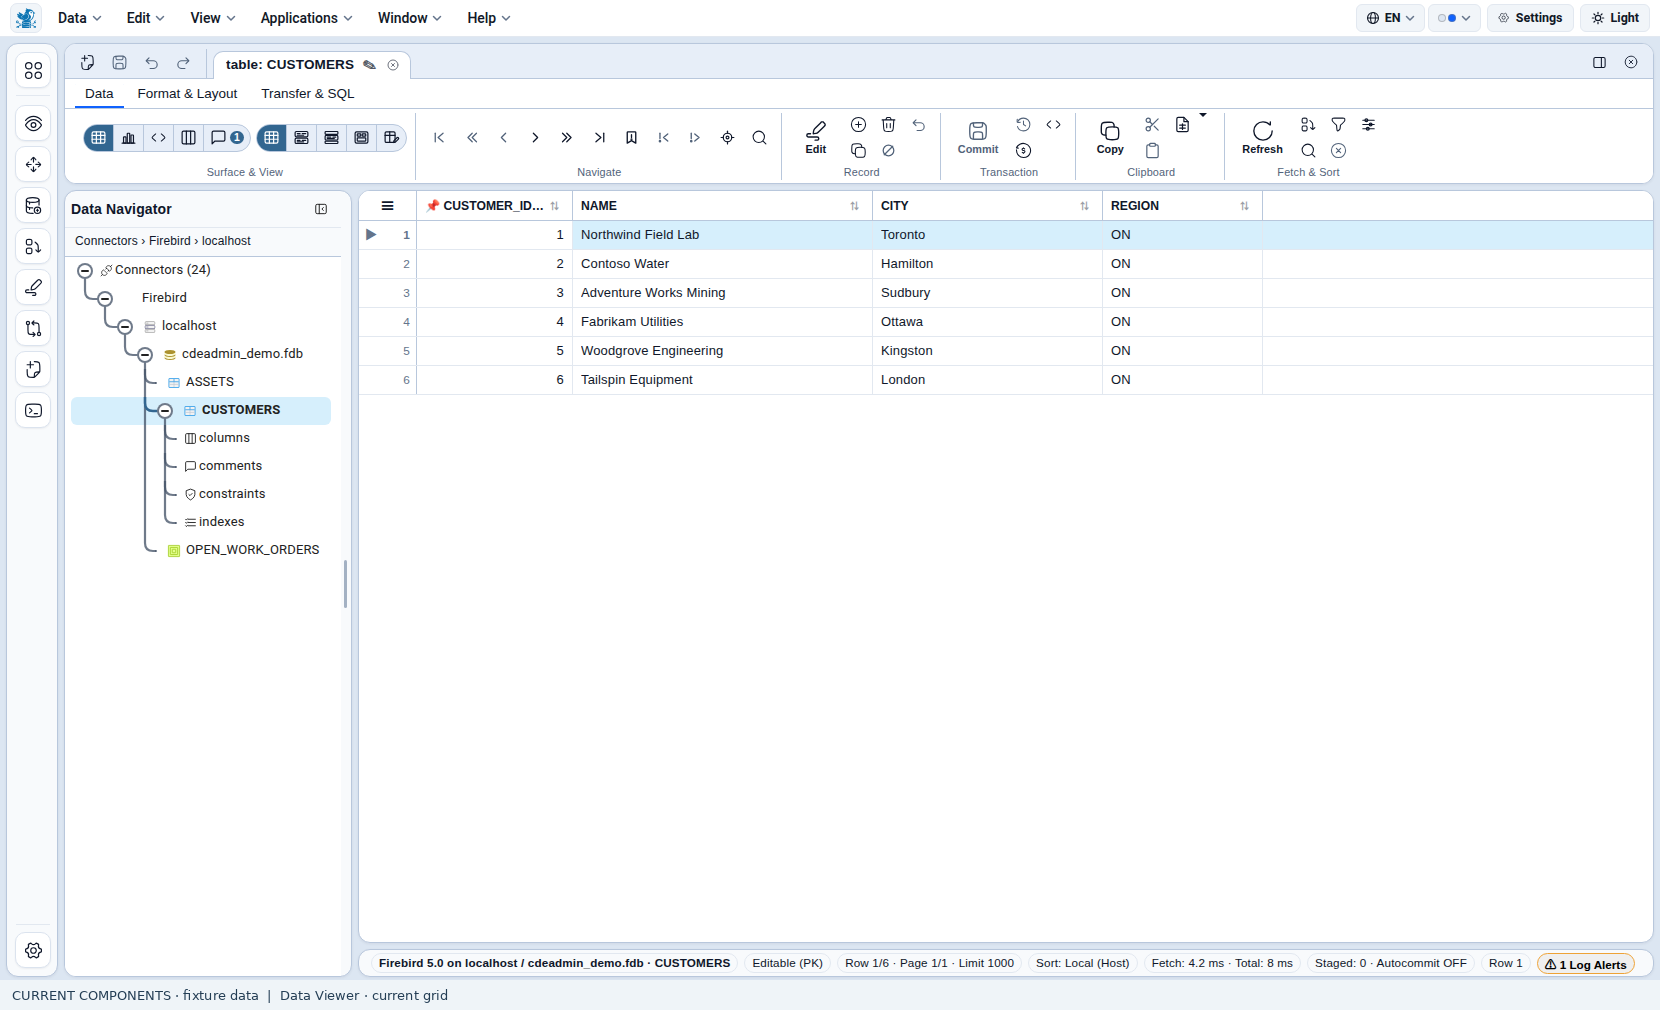 Data Edit View Applications Window Help EN Settings Light
table: CUSTOMERS
Data Format & Layout Transfer & SQL
1
Edit Commit Copy Refresh
Surface & View Navigate Record Transaction Clipboard Fetch & Sort
Data Navigator
Connectors › Firebird › localhost
Connectors (24)
Firebird
localhost
cdeadmin_demo.fdb
ASSETS
CUSTOMERS
columns
comments
constraints
indexes
OPEN_WORK_ORDERS
CUSTOMER_ID... NAME CITY REGION
1 1 Northwind Field Lab Toronto ON
2 2 Contoso Water Hamilton ON
3 3 Adventure Works Mining Sudbury ON
4 4 Fabrikam Utilities Ottawa ON
5 5 Woodgrove Engineering Kingston ON
6 6 Tailspin Equipment London ON
Firebird 5.0 on localhost / cdeadmin_demo.fdb · CUSTOMERS Editable (PK) Row 1/6 · Page 1/1 · Limit 1000 Sort: Local (Host) Fetch: 4.2 ms · Total: 8 ms Staged: 0 · Autocommit OFF Row 1 1 Log Alerts
CURRENT COMPONENTS · fixture data | Data Viewer · current grid